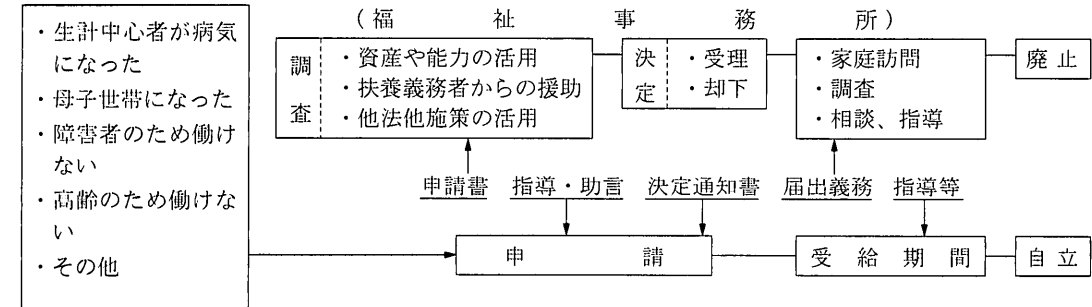 ・生計中心者が病気
になった
・母子世帯になった
・障害者のため働け
ない
・高齢のため働けな
い
・その他
(福祉事務所)
調査
・資産や能力の活用
・扶養義務者からの援助
・他法他施策の活用
決定
・受理
・却下
・家庭訪問
・調査
・相談、指導
廃止
申請書
指導・助言
決定通知書
届出義務
指導等
申請
受給期間
自立